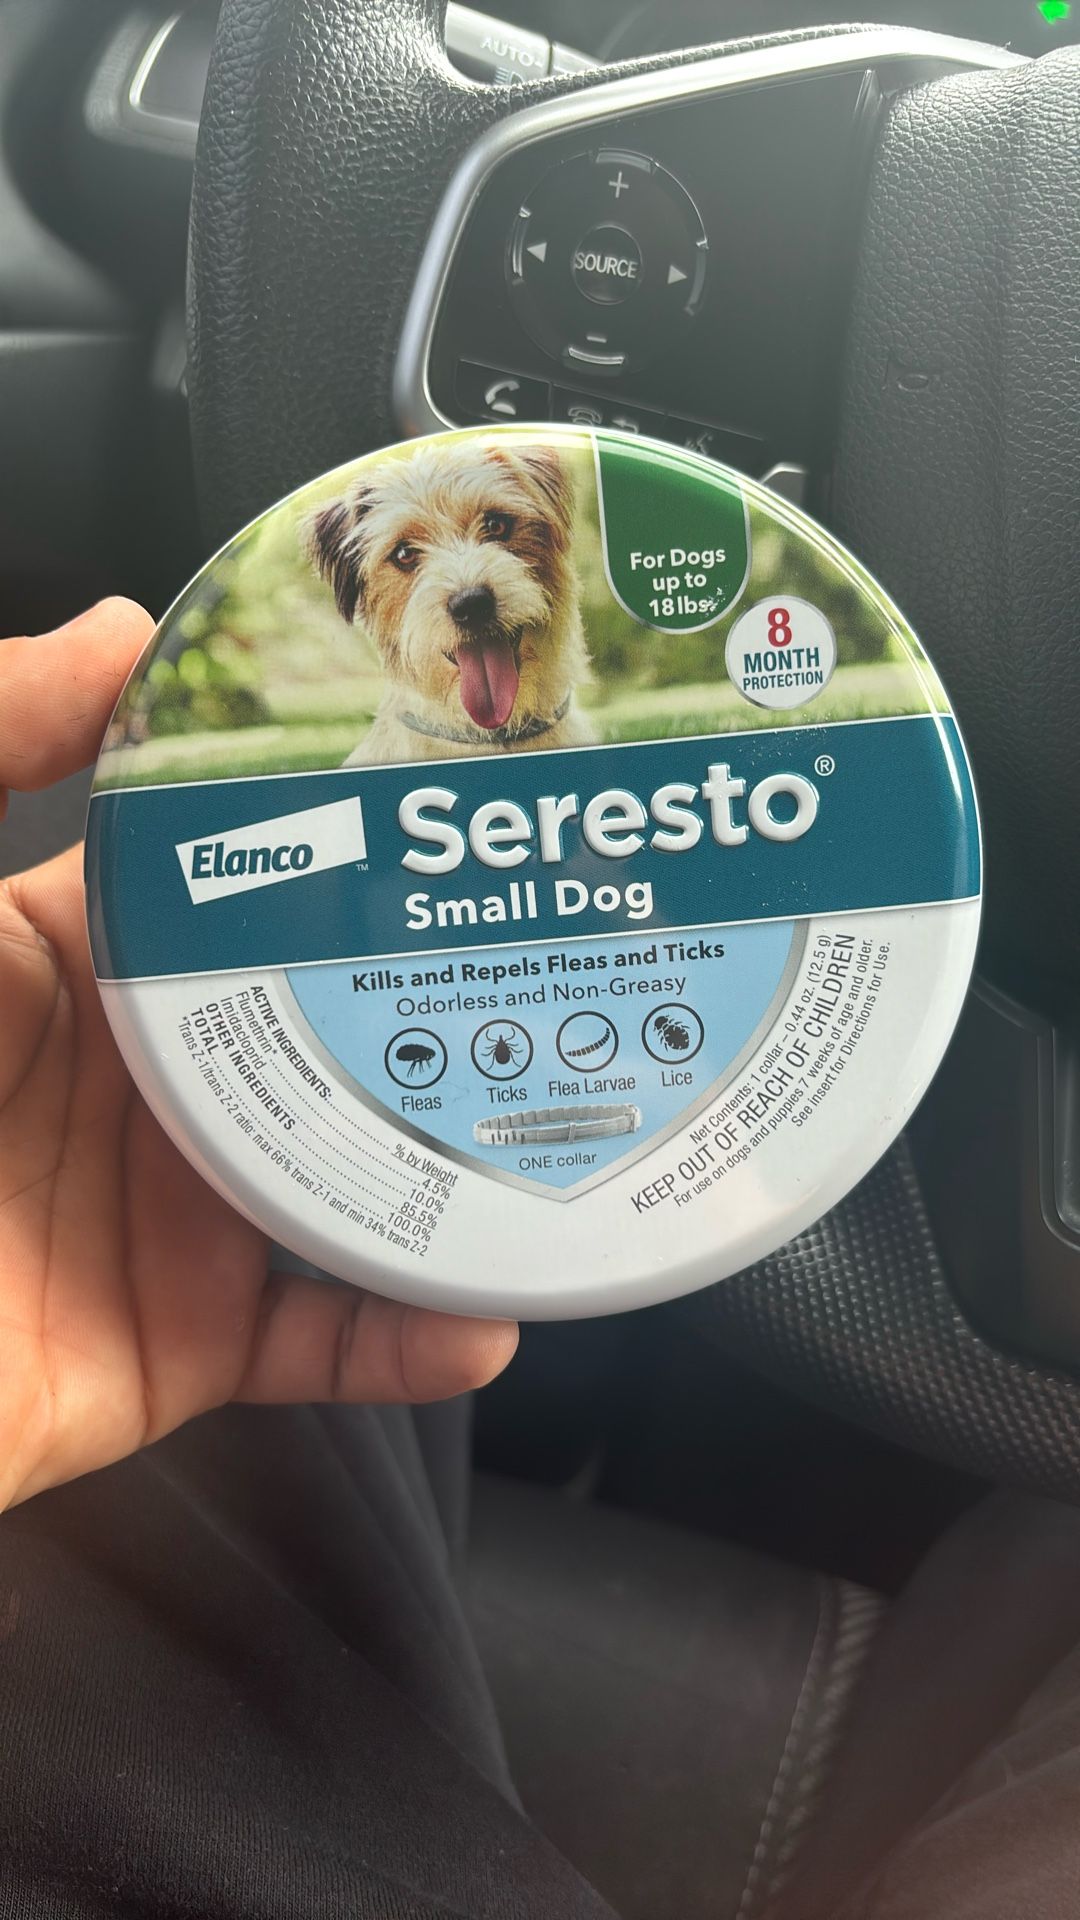 AUTO
+
SOURCE
-
For Dogs
up to
18 lbs.
8
MONTH
PROTECTION
Elanco™
Seresto®
Small Dog
Kills and Repels Fleas and Ticks
Odorless and Non-Greasy
Fleas
Ticks
Flea Larvae
Lice
ONE collar
ACTIVE INGREDIENTS: % by Weight
Flumethrin* 4.5%
Imidacloprid 10.0%
OTHER INGREDIENTS 85.5%
TOTAL 100.0%
*Trans Z-1/trans Z-2 ratio: max 66% trans Z-1 and min 34% trans Z-2
Net Contents: 1 collar – 0.44 oz. (12.5 g)
KEEP OUT OF REACH OF CHILDREN
For use on dogs and puppies 7 weeks of age and older.
See insert for Directions for Use.